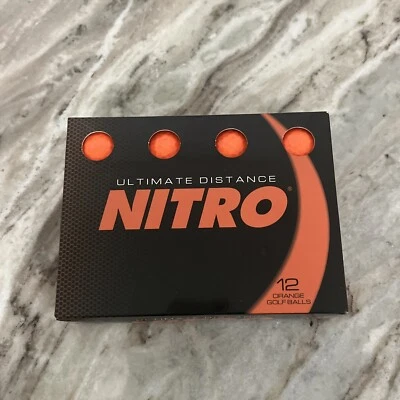 ULTIMATE DISTANCE
NITRO®
12
ORANGE
GOLF BALLS